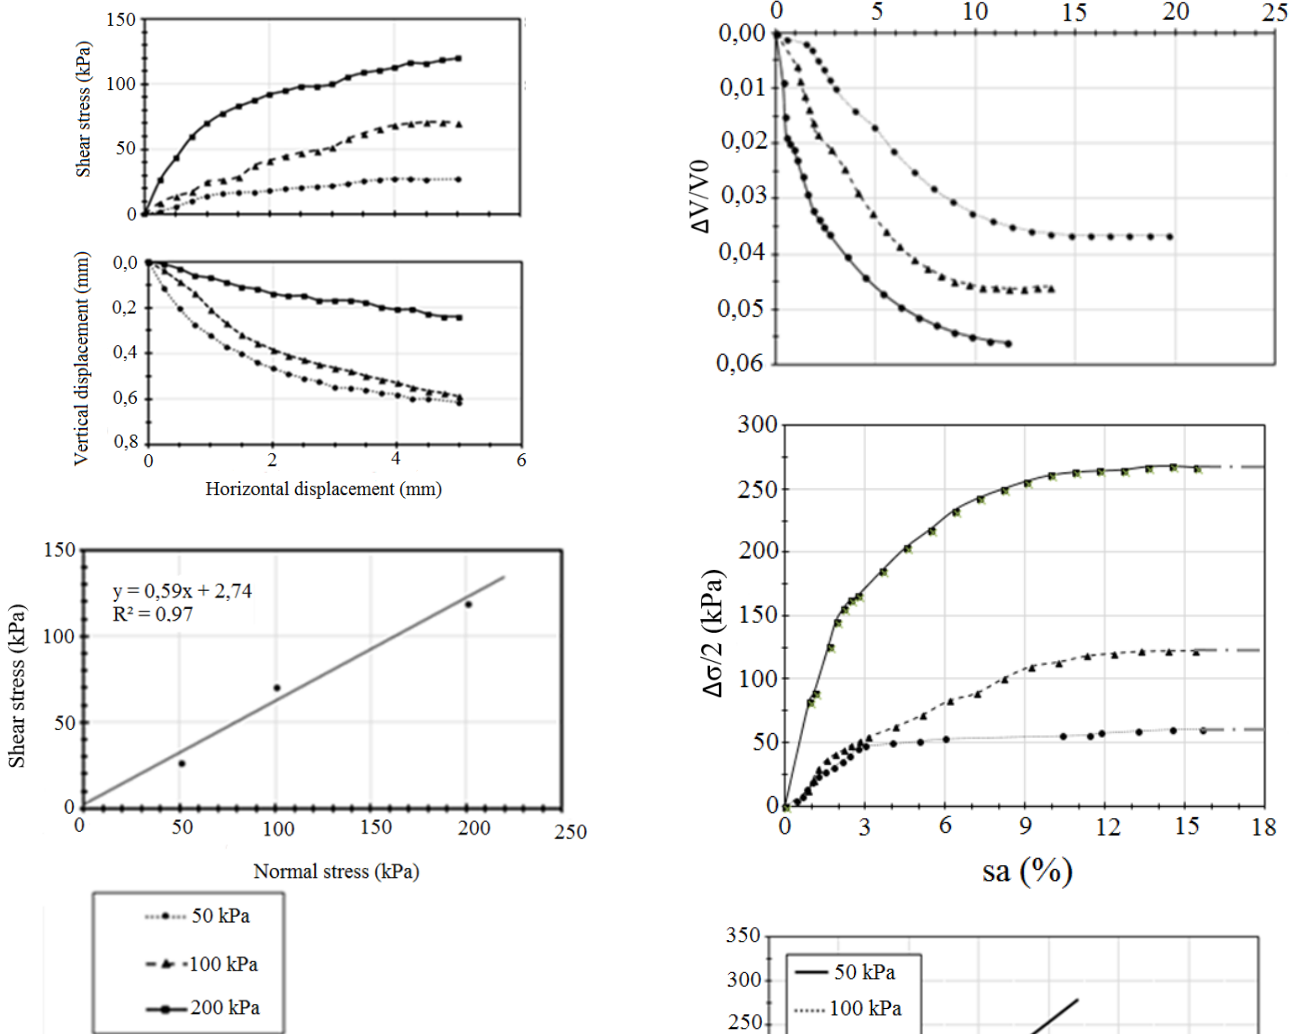 150
100
50
0
Shear stress (kPa)
0,0
0,2
0,4
0,6
0,8
Vertical displacement (mm)
0 2 4 6
Horizontal displacement (mm)
150
100
50
0
Shear stress (kPa)
y = 0,59x + 2,74
R² = 0,97
0 50 100 150 200 250
Normal stress (kPa)
50 kPa
100 kPa
200 kPa
0 5 10 15 20 25
0,00
0,01
0,02
0,03
0,04
0,05
0,06
ΔV/V0
300
250
200
150
100
50
0
Δσ/2 (kPa)
0 3 6 9 12 15 18
sa (%)
350
300
250
50 kPa
100 kPa